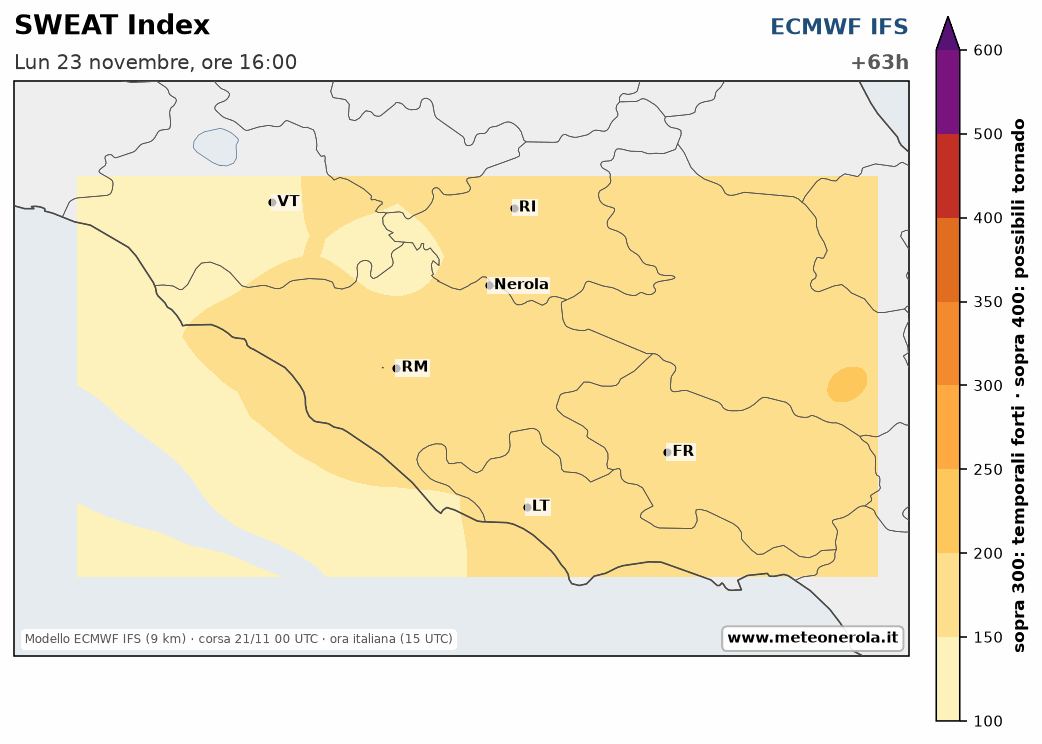 SWEAT Index
ECMWF IFS
Lun 23 novembre, ore 16:00
+63h
VT
RI
Nerola
RM
FR
LT
Modello ECMWF IFS (9 km) · corsa 21/11 00 UTC · ora italiana (15 UTC)
www.meteonerola.it
600
500
400
350
300
250
200
150
100
sopra 300: temporali forti · sopra 400: possibili tornado